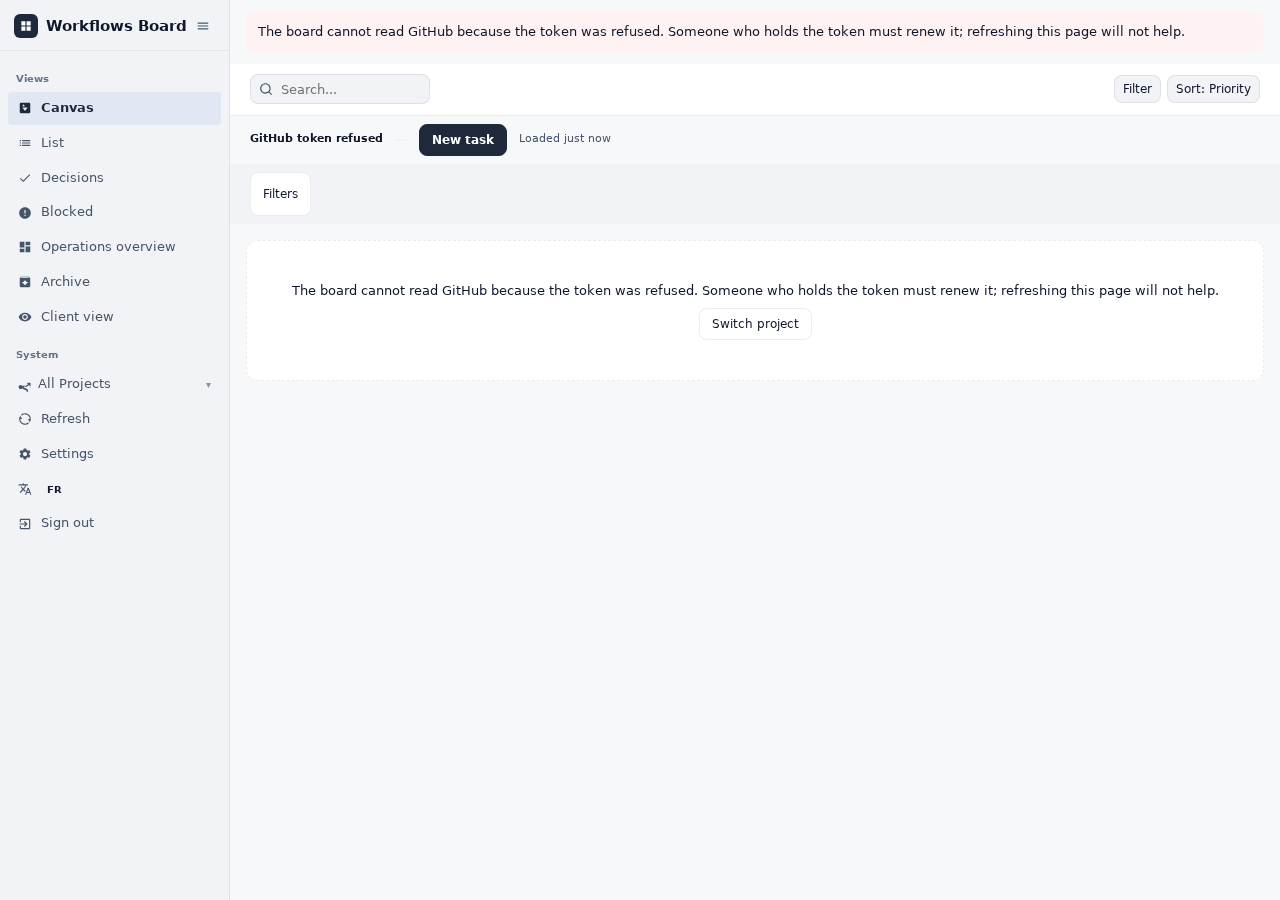 Workflows Board
The board cannot read GitHub because the token was refused. Someone who holds the token must renew it; refreshing this page will not help.
Views
Canvas
List
Decisions
Blocked
Operations overview
Archive
Client view
System
All Projects
Refresh
Settings
FR
Sign out
Search...
Filter
Sort: Priority
GitHub token refused
New task
Loaded just now
Filters
The board cannot read GitHub because the token was refused. Someone who holds the token must renew it; refreshing this page will not help.
Switch project